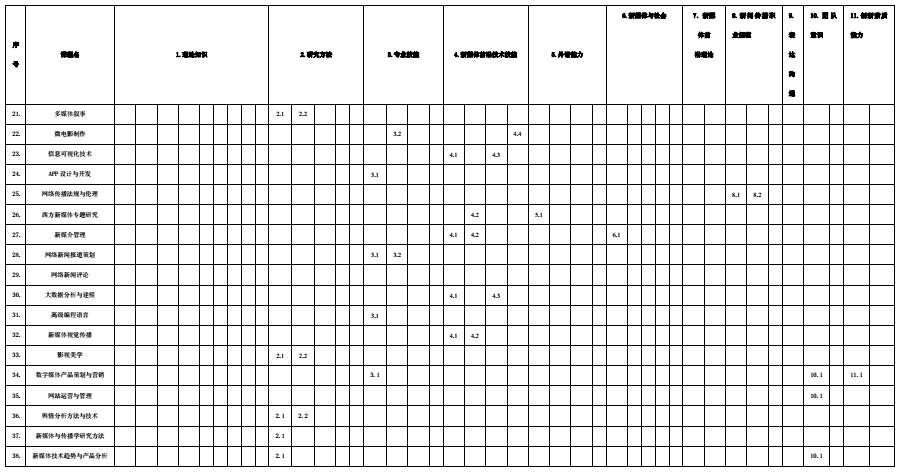 序号 课程名 1.理论知识 2.研究方法 3.专业技能 4.新媒体前沿技术技能 5.外语能力 6.新媒体与社会 7.新媒体前沿理论 8.新闻传播职业规范 9.表达沟通 10.团队意识 11.创新素质能力
21. 多媒体叙事 2.1 2.2
22. 微电影制作 3.2 4.4
23. 信息可视化技术 4.1 4.3
24. APP设计与开发 3.1
25. 网络传播法规与伦理 8.1 8.2
26. 西方新媒体专题研究 4.2 5.1
27. 新媒介管理 4.1 4.2 6.1
28. 网络新闻报道策划 3.1 3.2
29. 网络新闻评论
30. 大数据分析与建模 4.1 4.3
31. 高级编程语言 3.1
32. 新媒体视觉传播 4.1 4.2
33. 影视美学 2.1 2.2
34. 数字媒体产品策划与营销 3.1 10.1 11.1
35. 网站运营与管理 10.1
36. 舆情分析方法与技术 2.1 2.2
37. 新媒体与传播学研究方法 2.1
38. 新媒体技术趋势与产品分析 2.1 10.1